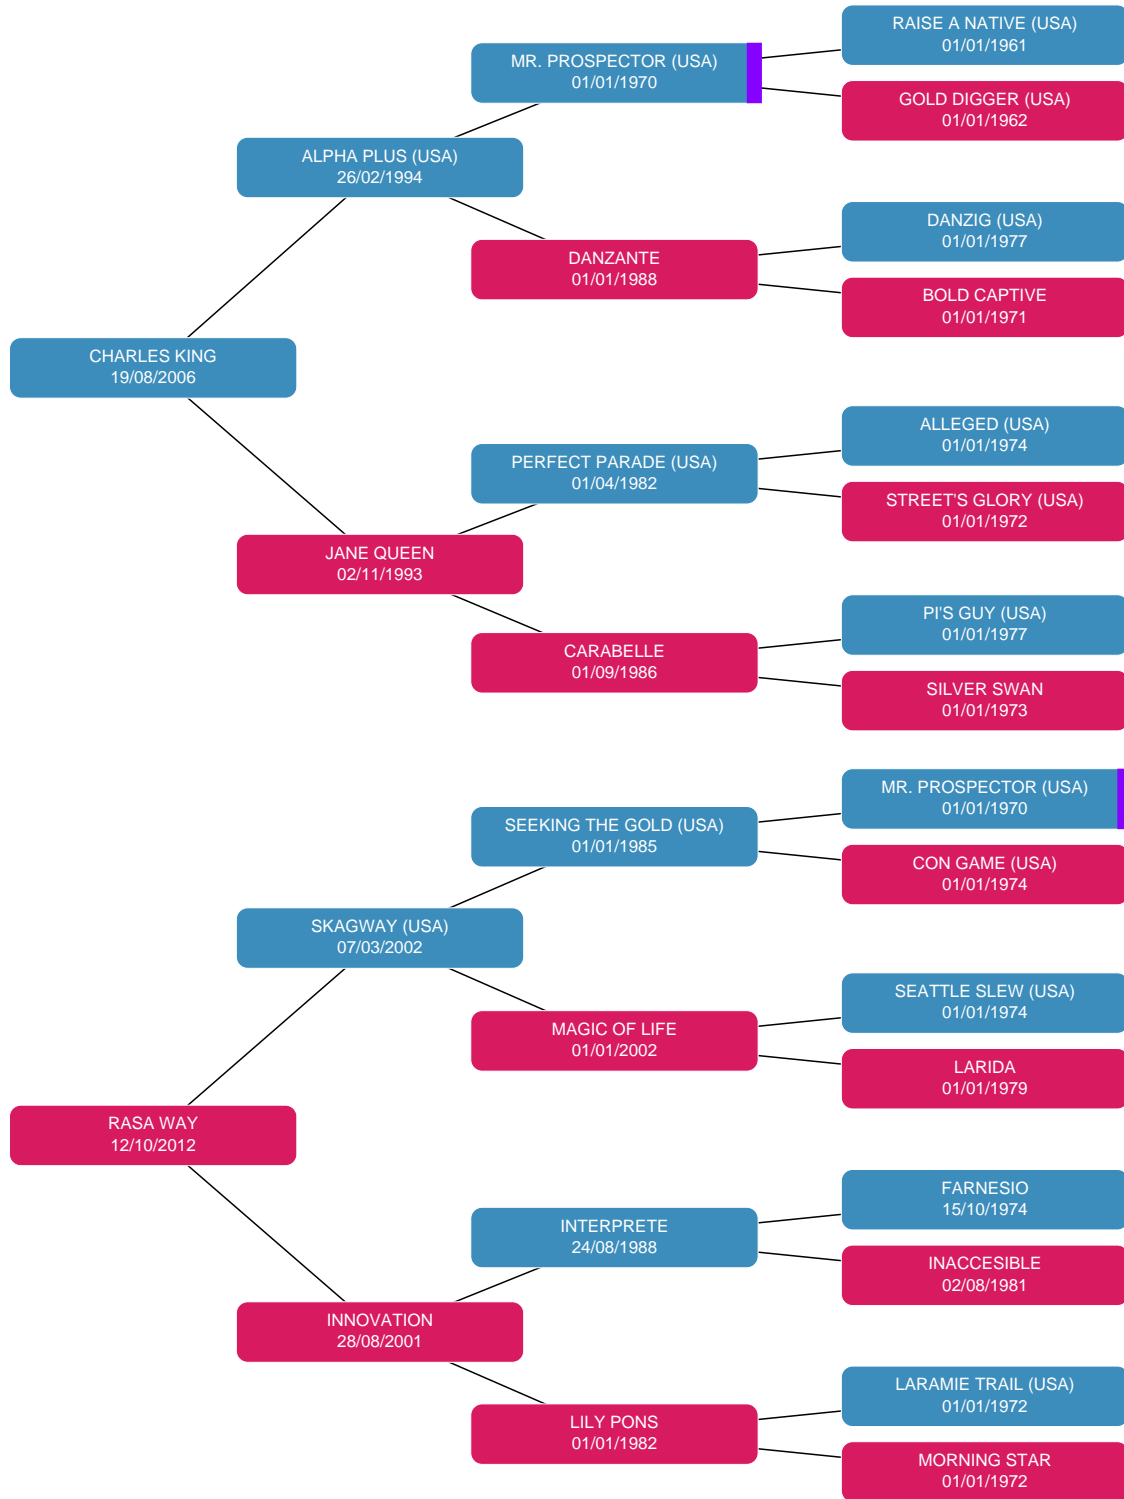 RAISE A NATIVE (USA)
01/01/1961
MR. PROSPECTOR (USA)
01/01/1970
GOLD DIGGER (USA)
01/01/1962
ALPHA PLUS (USA)
26/02/1994
DANZIG (USA)
01/01/1977
DANZANTE
01/01/1988
BOLD CAPTIVE
01/01/1971
CHARLES KING
19/08/2006
ALLEGED (USA)
01/01/1974
PERFECT PARADE (USA)
01/04/1982
STREET'S GLORY (USA)
01/01/1972
JANE QUEEN
02/11/1993
PI'S GUY (USA)
01/01/1977
CARABELLE
01/09/1986
SILVER SWAN
01/01/1973
MR. PROSPECTOR (USA)
01/01/1970
SEEKING THE GOLD (USA)
01/01/1985
CON GAME (USA)
01/01/1974
SKAGWAY (USA)
07/03/2002
SEATTLE SLEW (USA)
01/01/1974
MAGIC OF LIFE
01/01/2002
LARIDA
01/01/1979
RASA WAY
12/10/2012
FARNESIO
15/10/1974
INTERPRETE
24/08/1988
INACCESIBLE
02/08/1981
INNOVATION
28/08/2001
LARAMIE TRAIL (USA)
01/01/1972
LILY PONS
01/01/1982
MORNING STAR
01/01/1972